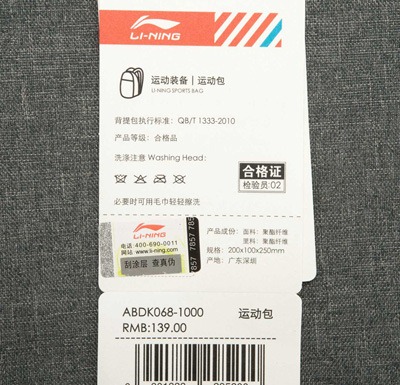 LI-NING
运动装备 | 运动包
LI-NING SPORTS BAG
背提包执行标准: QB/T 1333-2010
产品等级: 合格品
洗涤注意 Washing Head:
合格证
检验员:02
必要时可用毛巾轻轻擦洗
LI-NING
电话 400-690-0011
网站 www.li-ning.com
刮涂层 查真伪
7857 7857
产品成份: 面料: 聚酯纤维
里料: 聚酯纤维
规格: 200x100x250mm
产地: 广东深圳
ABDK068-1000 运动包
RMB:139.00